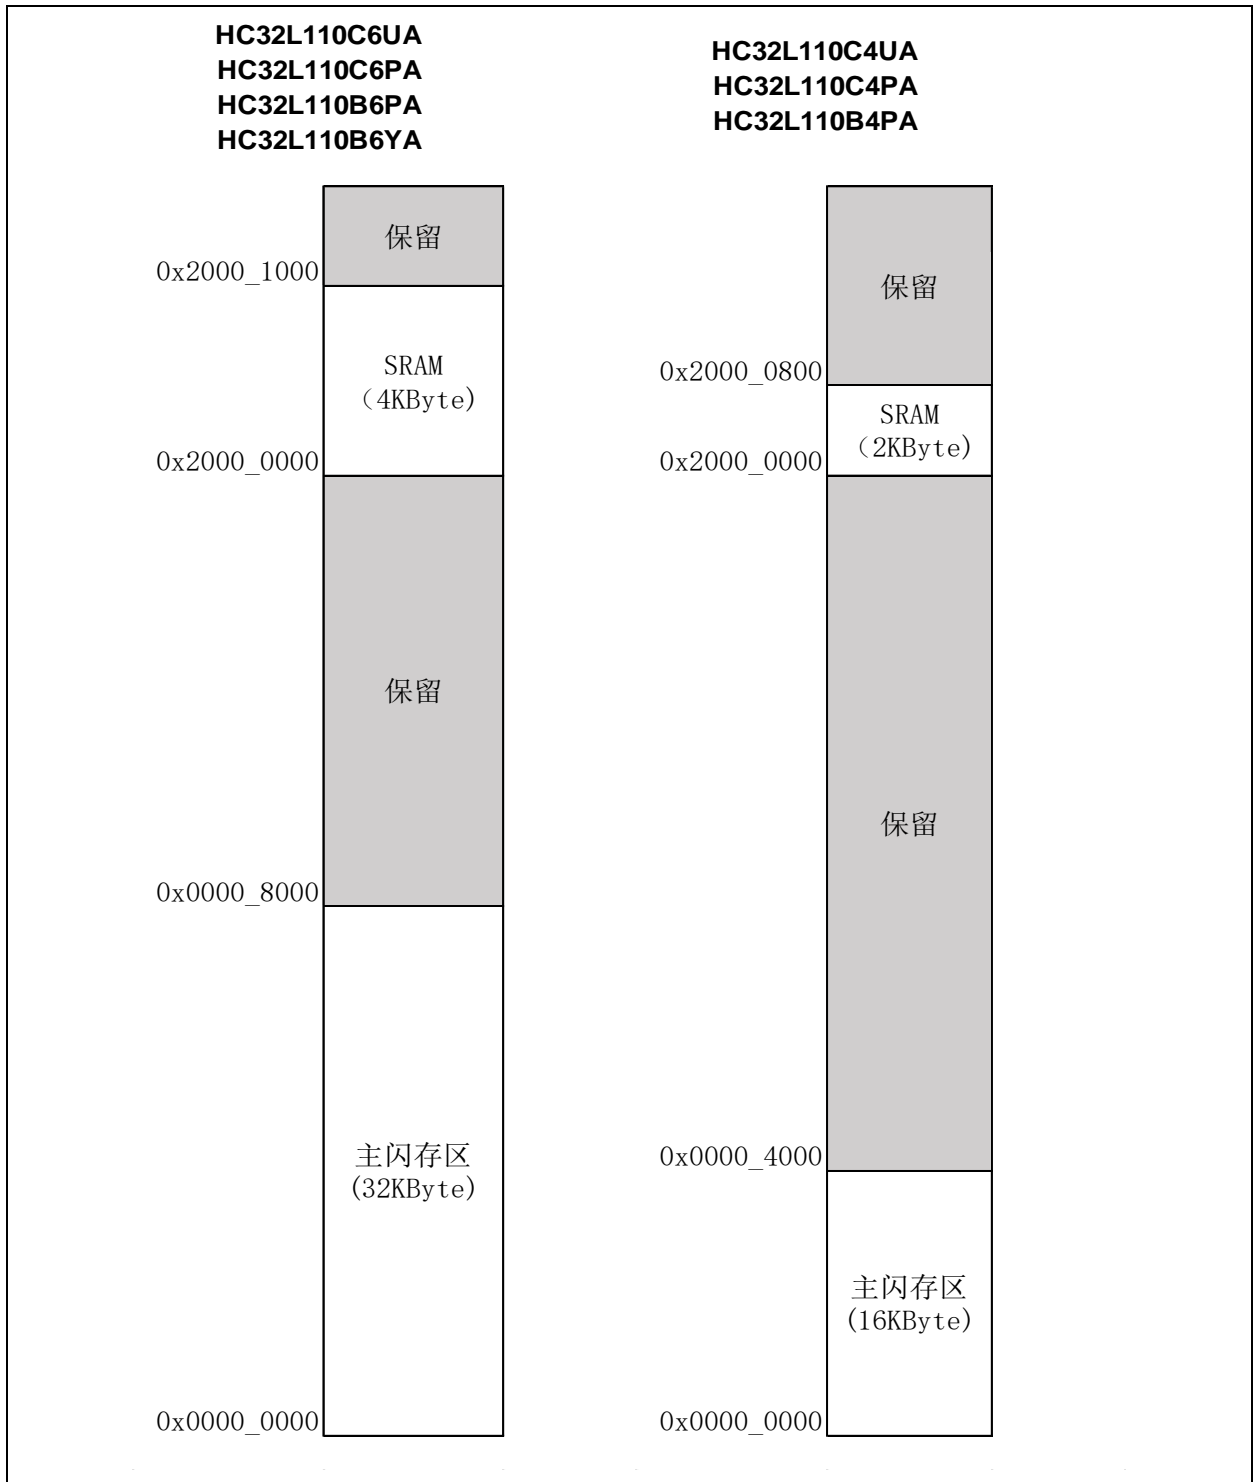 HC32L110C6UA
HC32L110C6PA
HC32L110B6PA
HC32L110B6YA
保留
0x2000_1000
SRAM
(4KByte)
0x2000_0000
保留
0x0000_8000
主闪存区
(32KByte)
0x0000_0000
HC32L110C4UA
HC32L110C4PA
HC32L110B4PA
保留
0x2000_0800
SRAM
(2KByte)
0x2000_0000
保留
0x0000_4000
主闪存区
(16KByte)
0x0000_0000